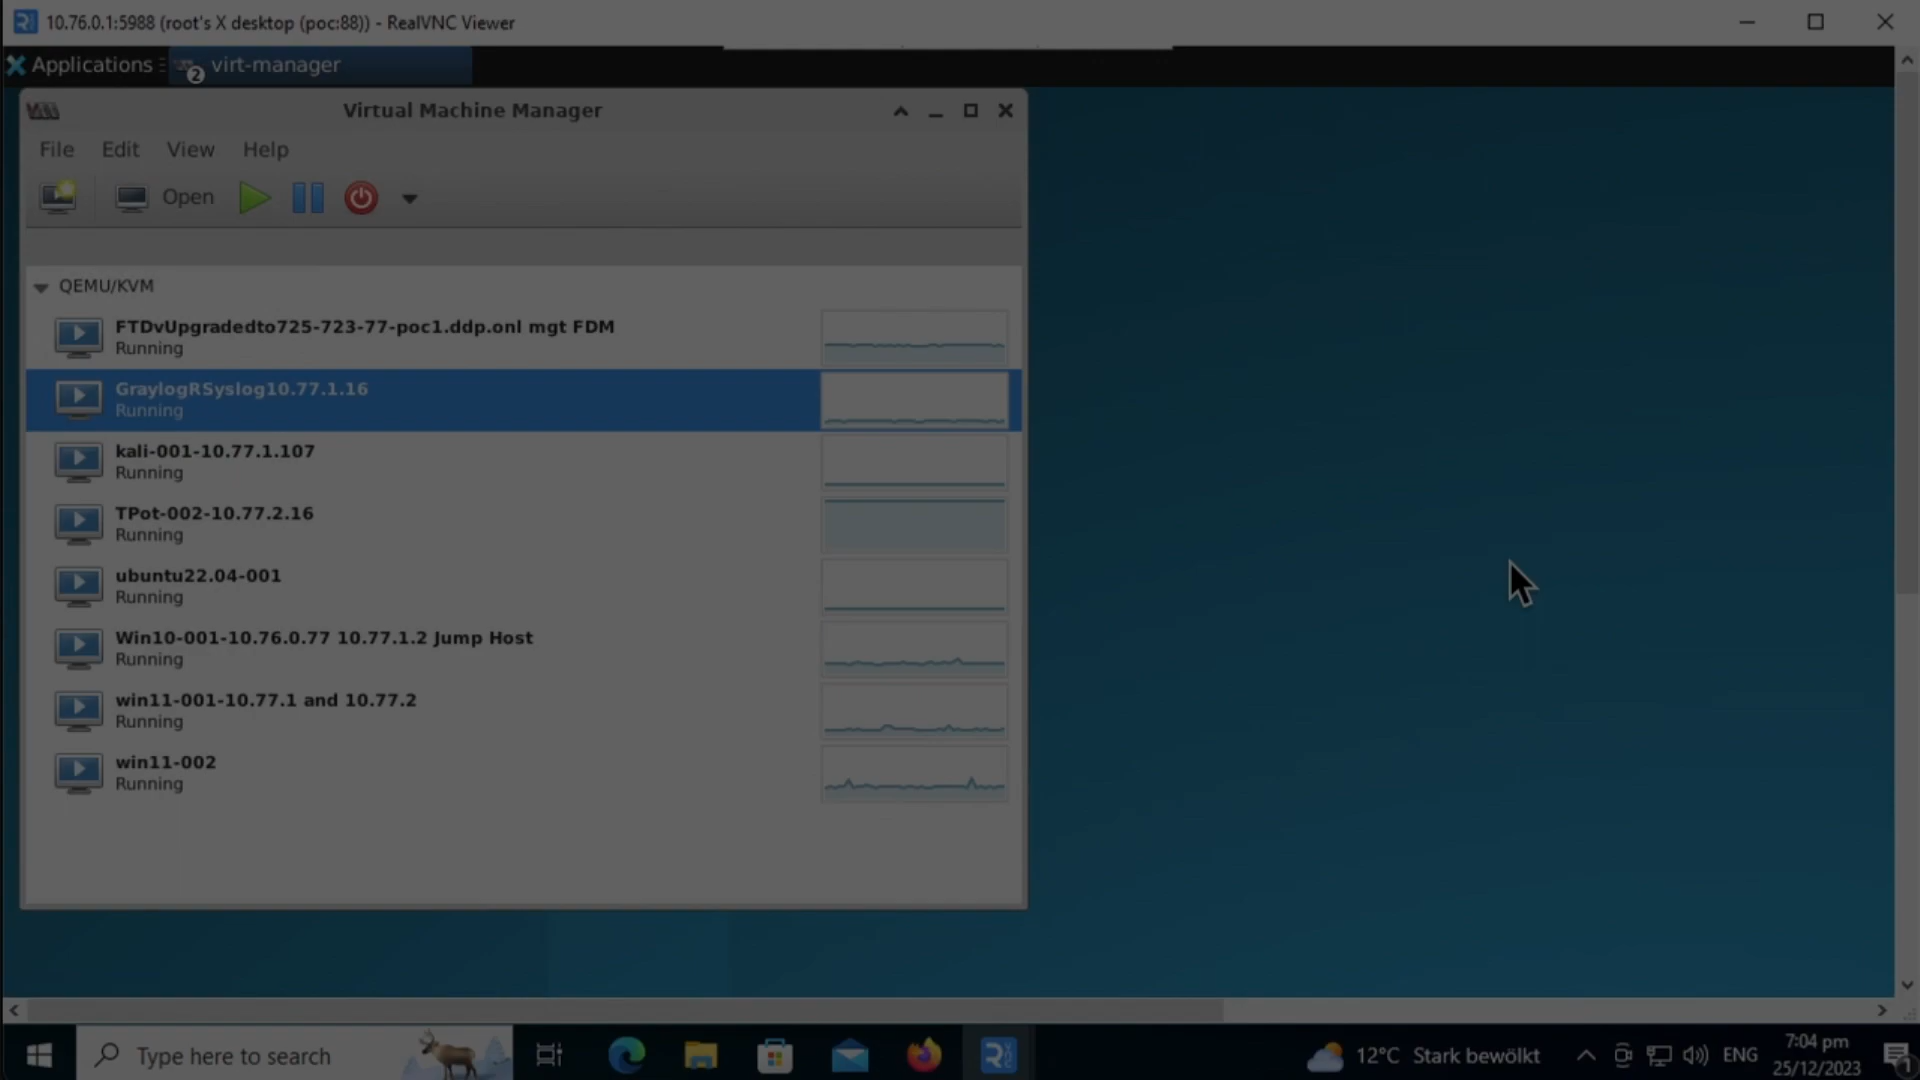 10.76.0.1:5988 (root's X desktop (poc:88)) - RealVNC Viewer
Applications
2 virt-manager
Virtual Machine Manager
File Edit View Help
Open
QEMU/KVM
FTDvUpgradedto725-723-77-poc1.ddp.onl mgt FDM
Running
GraylogRSyslog10.77.1.16
Running
kali-001-10.77.1.107
Running
TPot-002-10.77.2.16
Running
ubuntu22.04-001
Running
Win10-001-10.76.0.77 10.77.1.2 Jump Host
Running
win11-001-10.77.1 and 10.77.2
Running
win11-002
Running
Type here to search
12°C Stark bewölkt
ENG
7:04 pm
25/12/2023
1